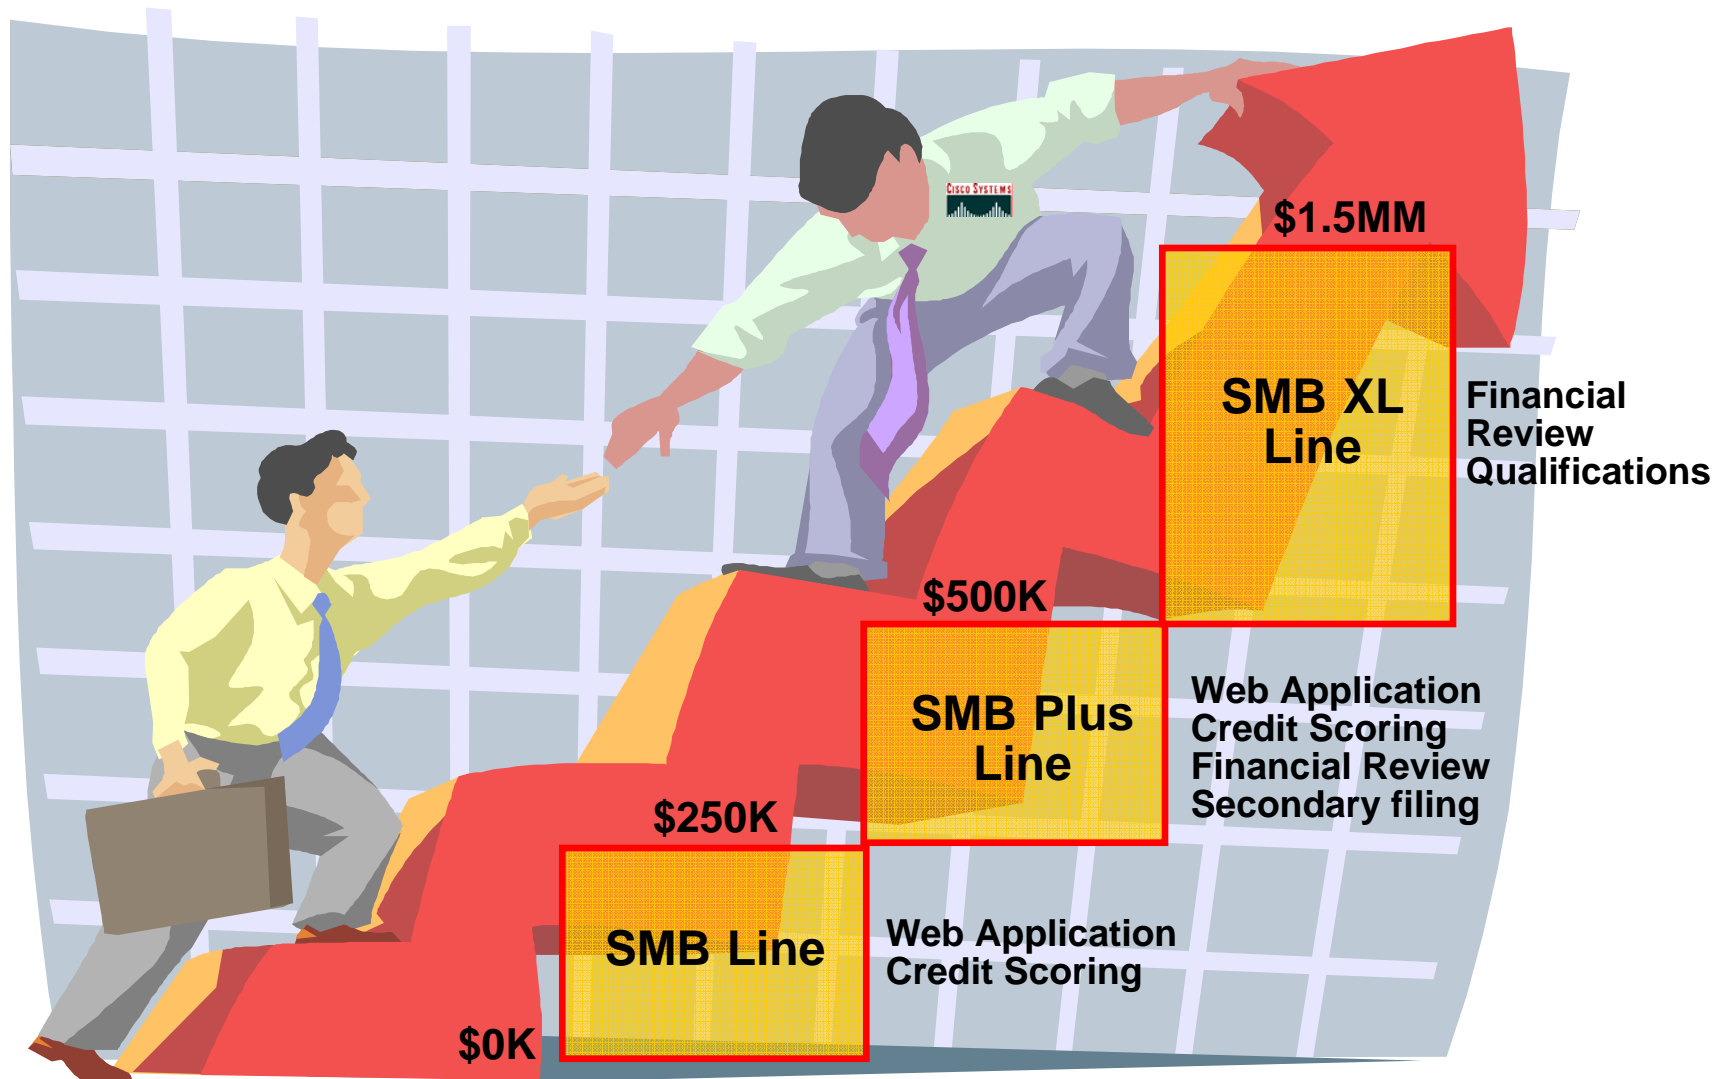 CISCO SYSTEMS
$1.5MM
SMB XL
Line
Financial
Review
Qualifications
$500K
SMB Plus
Line
Web Application
Credit Scoring
Financial Review
Secondary filing
$250K
SMB Line
Web Application
Credit Scoring
$0K